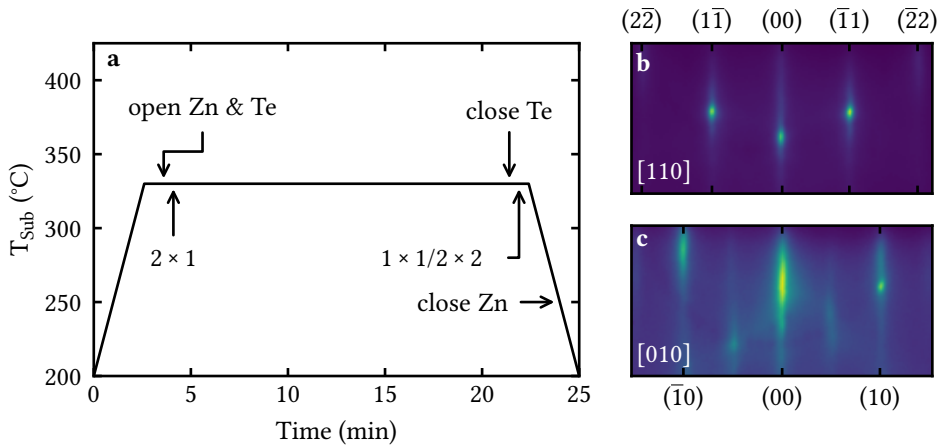 a
400
350
300
250
200
T_Sub (°C)
open Zn & Te
close Te
2 × 1
1 × 1/2 × 2
close Zn
0
5
10
15
20
25
Time (min)
(22̅) (11̅) (00) (1̅1) (2̅2)
b
[110]
c
[010]
(1̅0) (00) (10)